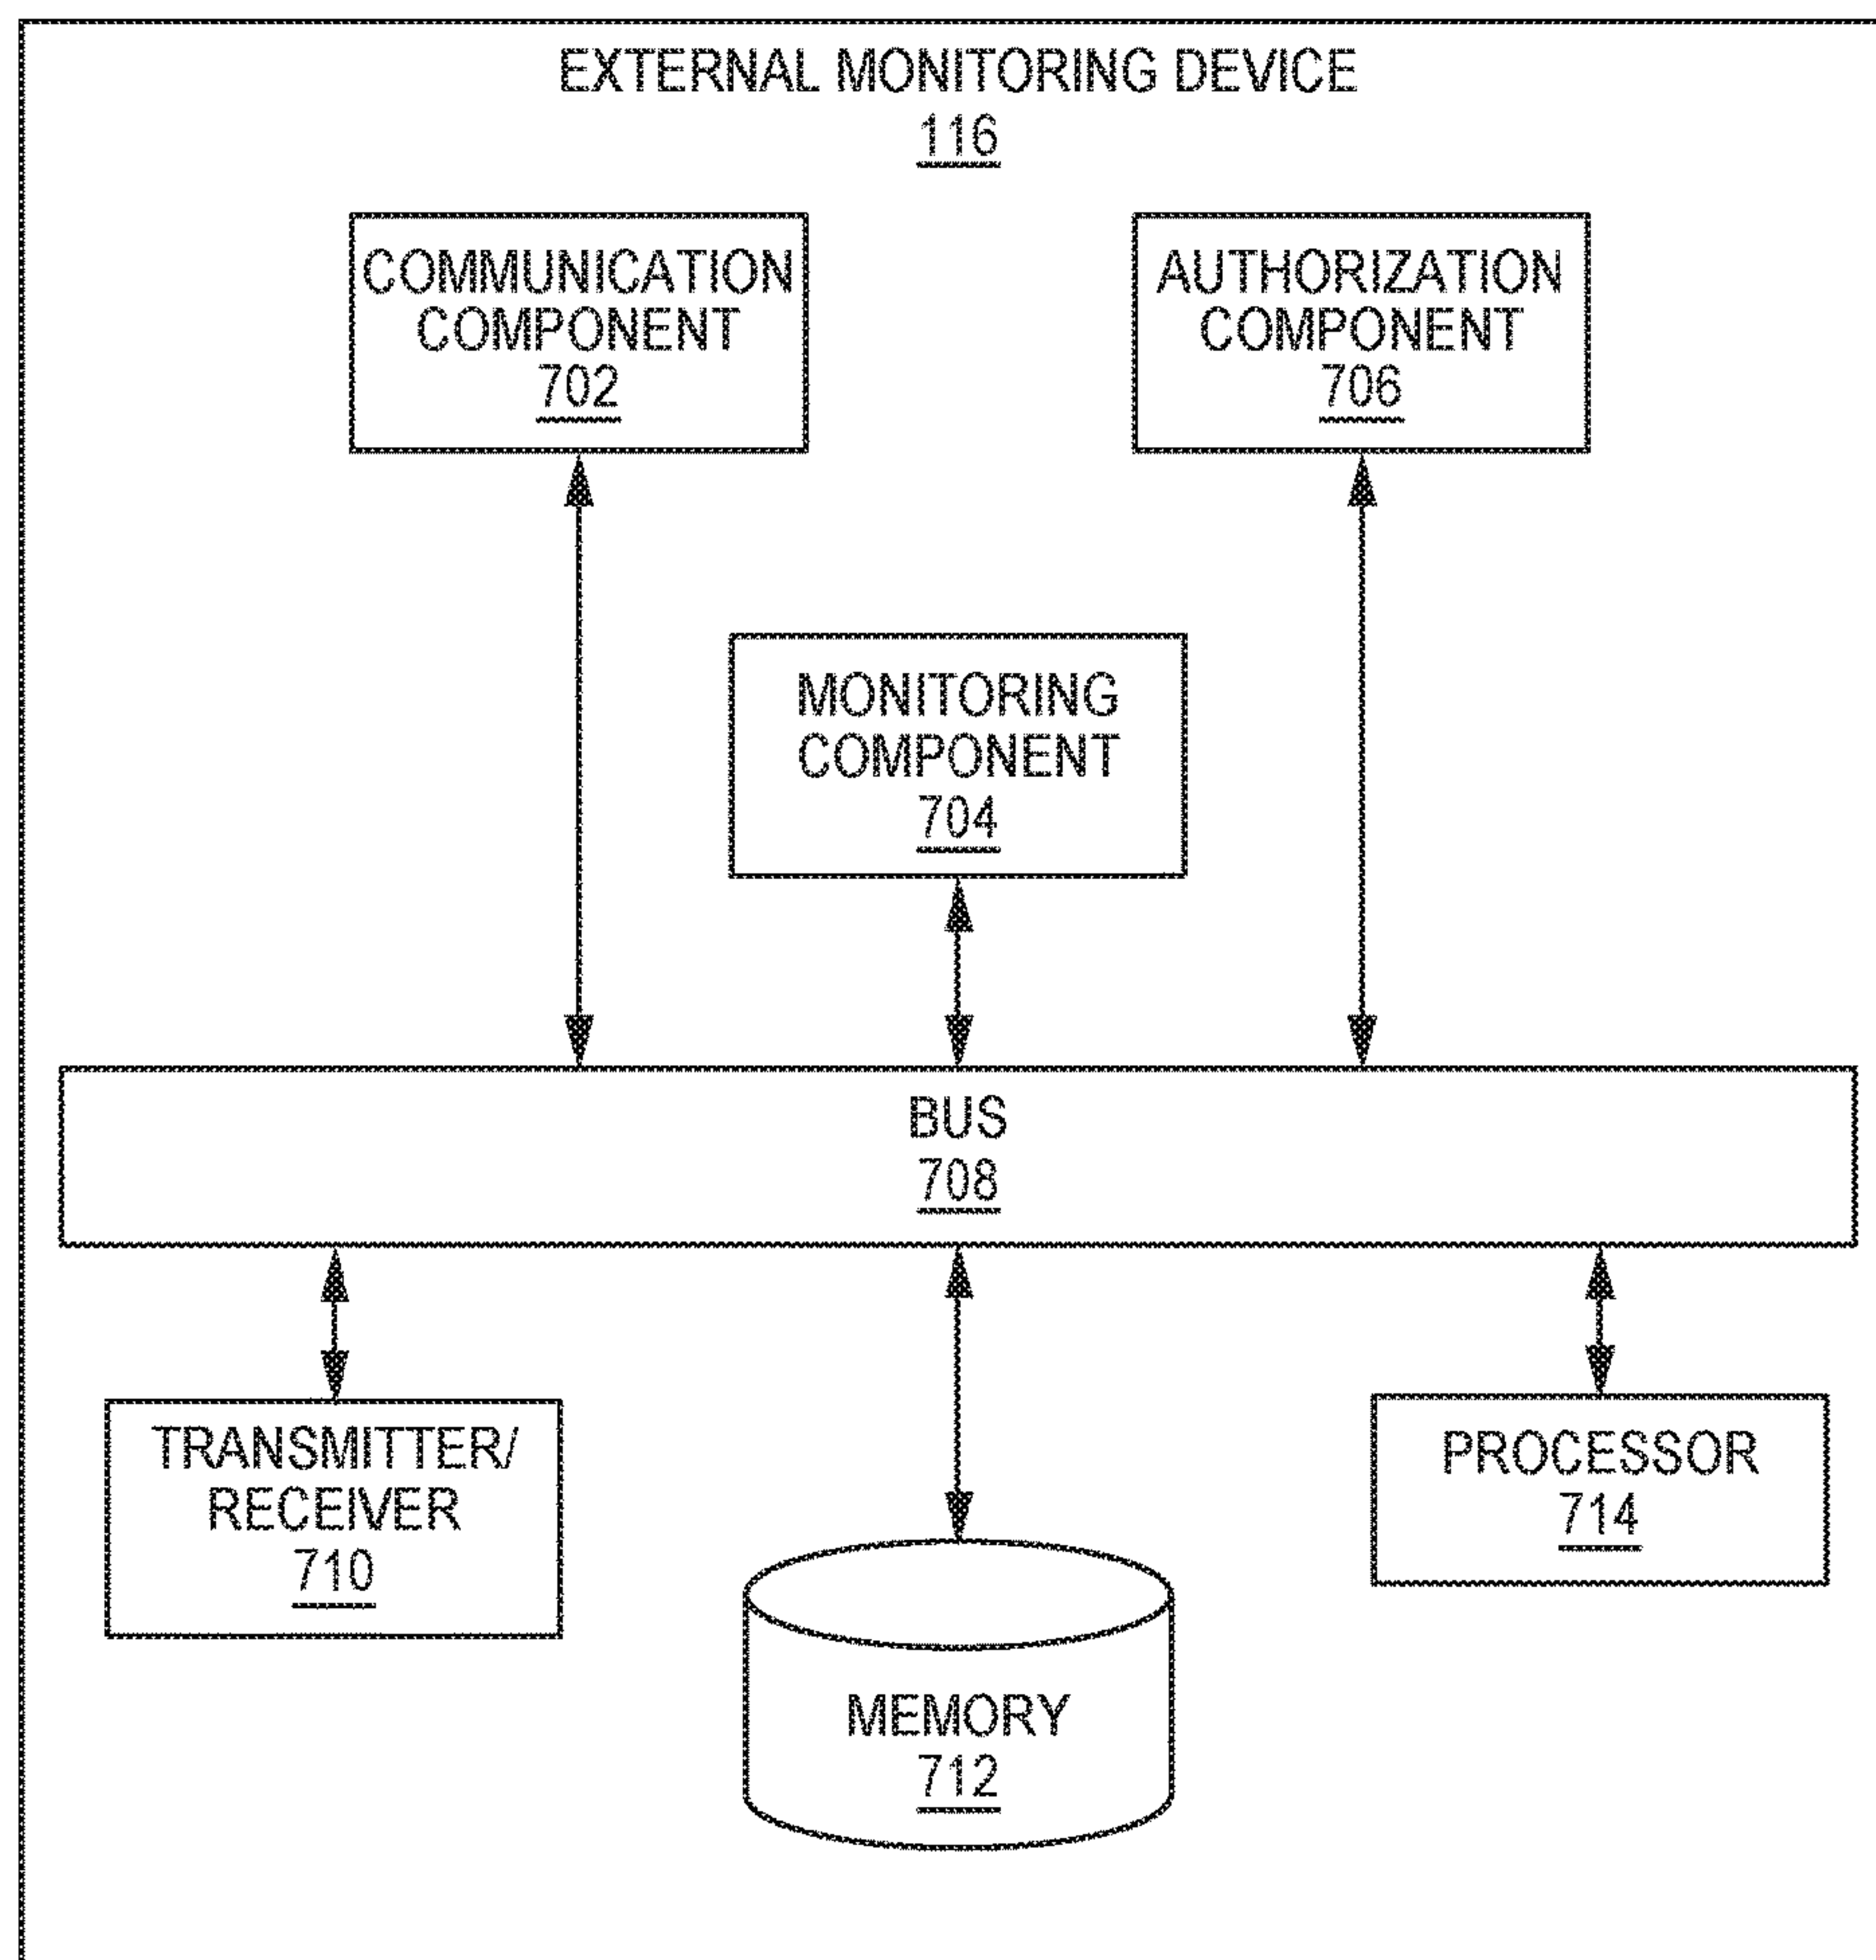 EXTERNAL MONITORING DEVICE
116
COMMUNICATION
COMPONENT
702
AUTHORIZATION
COMPONENT
706
MONITORING
COMPONENT
704
BUS
708
TRANSMITTER/
RECEIVER
710
PROCESSOR
714
MEMORY
712